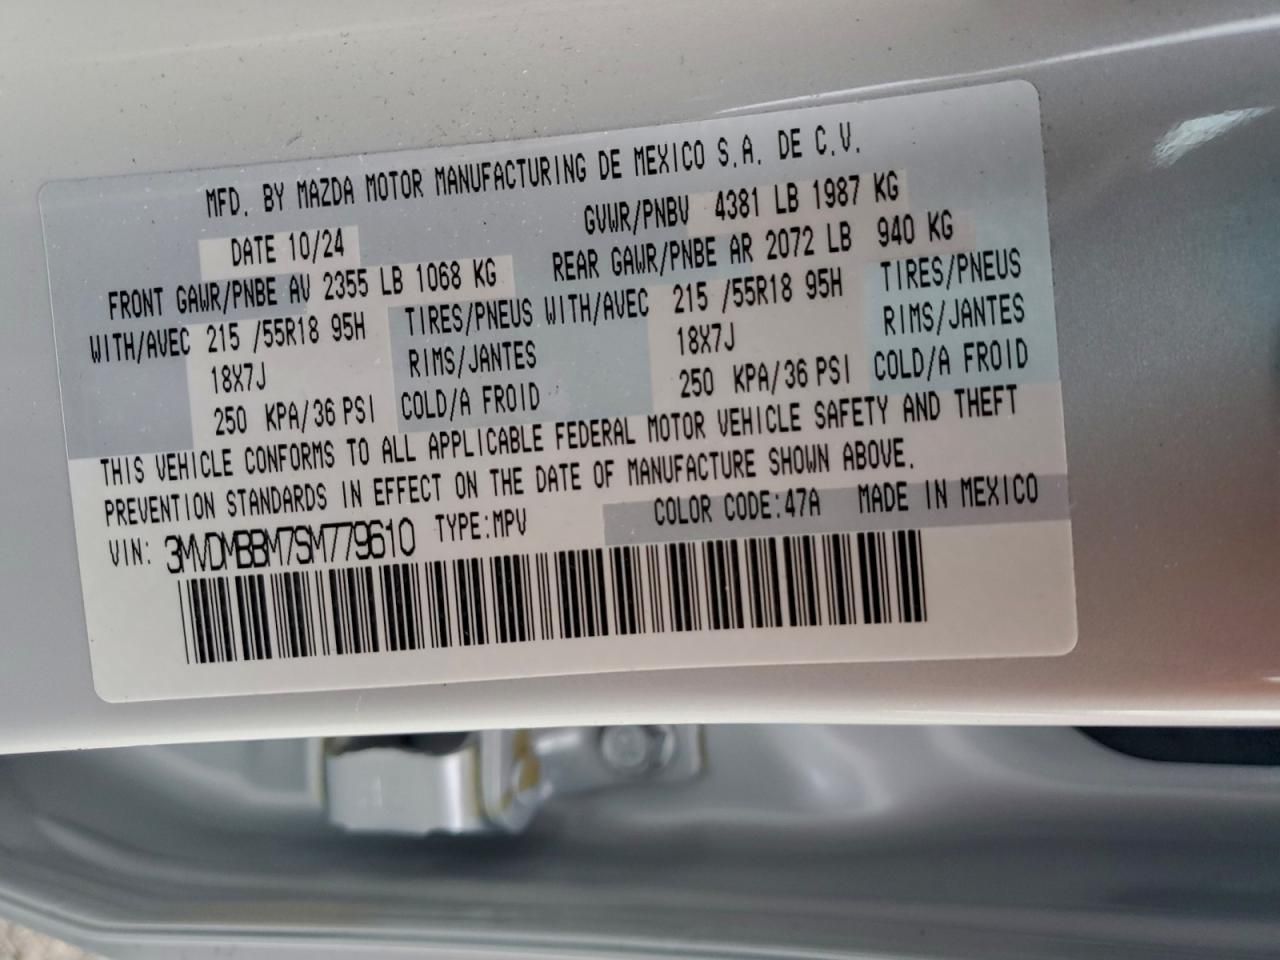 MFD. BY MAZDA MOTOR MANUFACTURING DE MEXICO S.A. DE C.V.
DATE 10/24 GVWR/PNBV 4381 LB 1987 KG
FRONT GAWR/PNBE AV 2355 LB 1068 KG REAR GAWR/PNBE AR 2072 LB 940 KG
WITH/AVEC 215 /55R18 95H TIRES/PNEUS WITH/AVEC 215 /55R18 95H TIRES/PNEUS
18X7J RIMS/JANTES 18X7J RIMS/JANTES
250 KPA/36 PSI COLD/A FROID 250 KPA/36 PSI COLD/A FROID
THIS VEHICLE CONFORMS TO ALL APPLICABLE FEDERAL MOTOR VEHICLE SAFETY AND THEFT
PREVENTION STANDARDS IN EFFECT ON THE DATE OF MANUFACTURE SHOWN ABOVE.
VIN: 3MVDMBBM7SM779610 TYPE:MPV COLOR CODE:47A MADE IN MEXICO